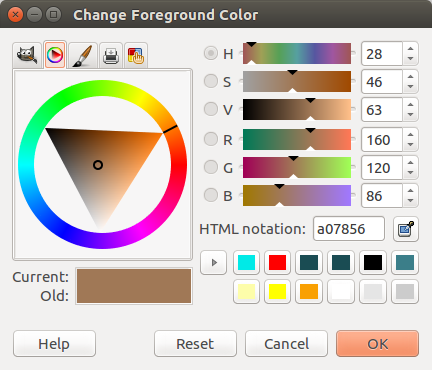 Change Foreground Color
H 28
S 46
V 63
R 160
G 120
B 86
HTML notation: a07856
Current:
Old:
Help Reset Cancel OK